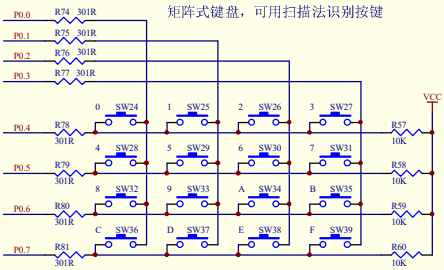 矩阵式键盘，可用扫描法识别按键
P0.0 R74 301R
P0.1 R75 301R
P0.2 R76 301R
P0.3 R77 301R
VCC
0 SW24 1 SW25 2 SW26 3 SW27
P0.4 R78 301R R57 10K
4 SW28 5 SW29 6 SW30 7 SW31
P0.5 R79 301R R58 10K
8 SW32 9 SW33 A SW34 B SW35
P0.6 R80 301R R59 10K
C SW36 D SW37 E SW38 F SW39
P0.7 R81 301R R60 10K